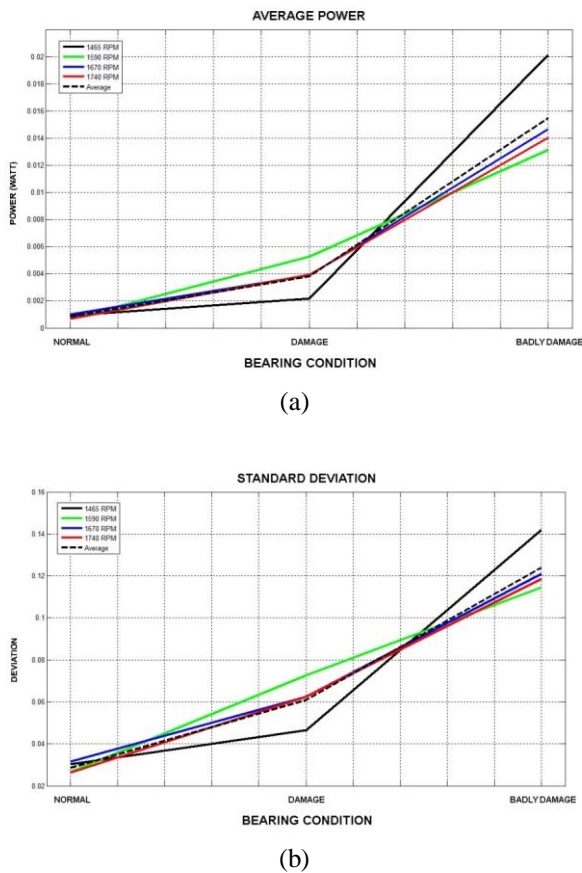 AVERAGE POWER
1465 RPM
1590 RPM
1670 RPM
1740 RPM
Average
0.02
0.018
0.016
0.014
0.012
0.01
0.008
0.006
0.004
0.002
0
POWER (WATT)
NORMAL DAMAGE BADLY DAMAGE
BEARING CONDITION
(a)
STANDARD DEVIATION
1465 RPM
1590 RPM
1670 RPM
1740 RPM
Average
0.16
0.14
0.12
0.1
0.08
0.06
0.04
0.02
DEVIATION
NORMAL DAMAGE BADLY DAMAGE
BEARING CONDITION
(b)